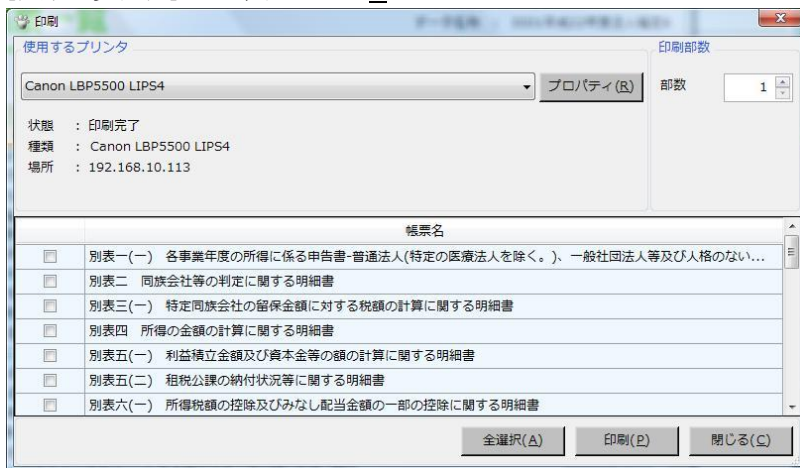 印刷
使用するプリンタ
印刷部数
Canon LBP5500 LIPS4
プロパティ(R)
部数
1
状態 : 印刷完了
種類 : Canon LBP5500 LIPS4
場所 : 192.168.10.113
帳票名
別表一(一) 各事業年度の所得に係る申告書-普通法人(特定の医療法人を除く。)、一般社団法人等及び人格のない...
別表二 同族会社等の判定に関する明細書
別表三(一) 特定同族会社の留保金額に対する税額の計算に関する明細書
別表四 所得の金額の計算に関する明細書
別表五(一) 利益積立金額及び資本金等の額の計算に関する明細書
別表五(二) 租税公課の納付状況等に関する明細書
別表六(一) 所得税額の控除及びみなし配当金額の一部の控除に関する明細書
全選択(A)
印刷(P)
閉じる(C)